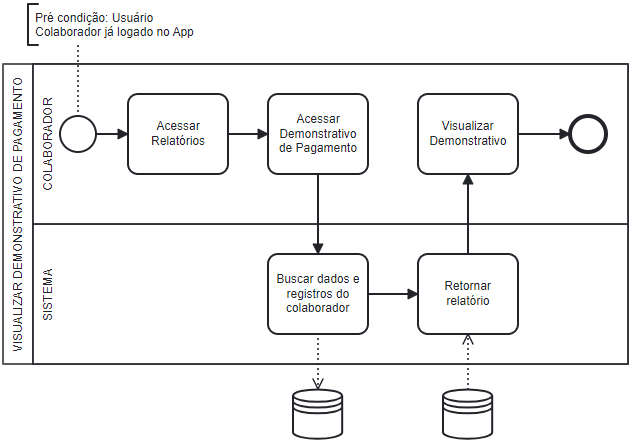 Pré condição: Usuário
Colaborador já logado no App
VISUALIZAR DEMONSTRATIVO DE PAGAMENTO
COLABORADOR
Acessar
Relatórios
Acessar
Demonstrativo
de Pagamento
Visualizar
Demonstrativo
SISTEMA
Buscar dados e
registros do
colaborador
Retornar
relatório